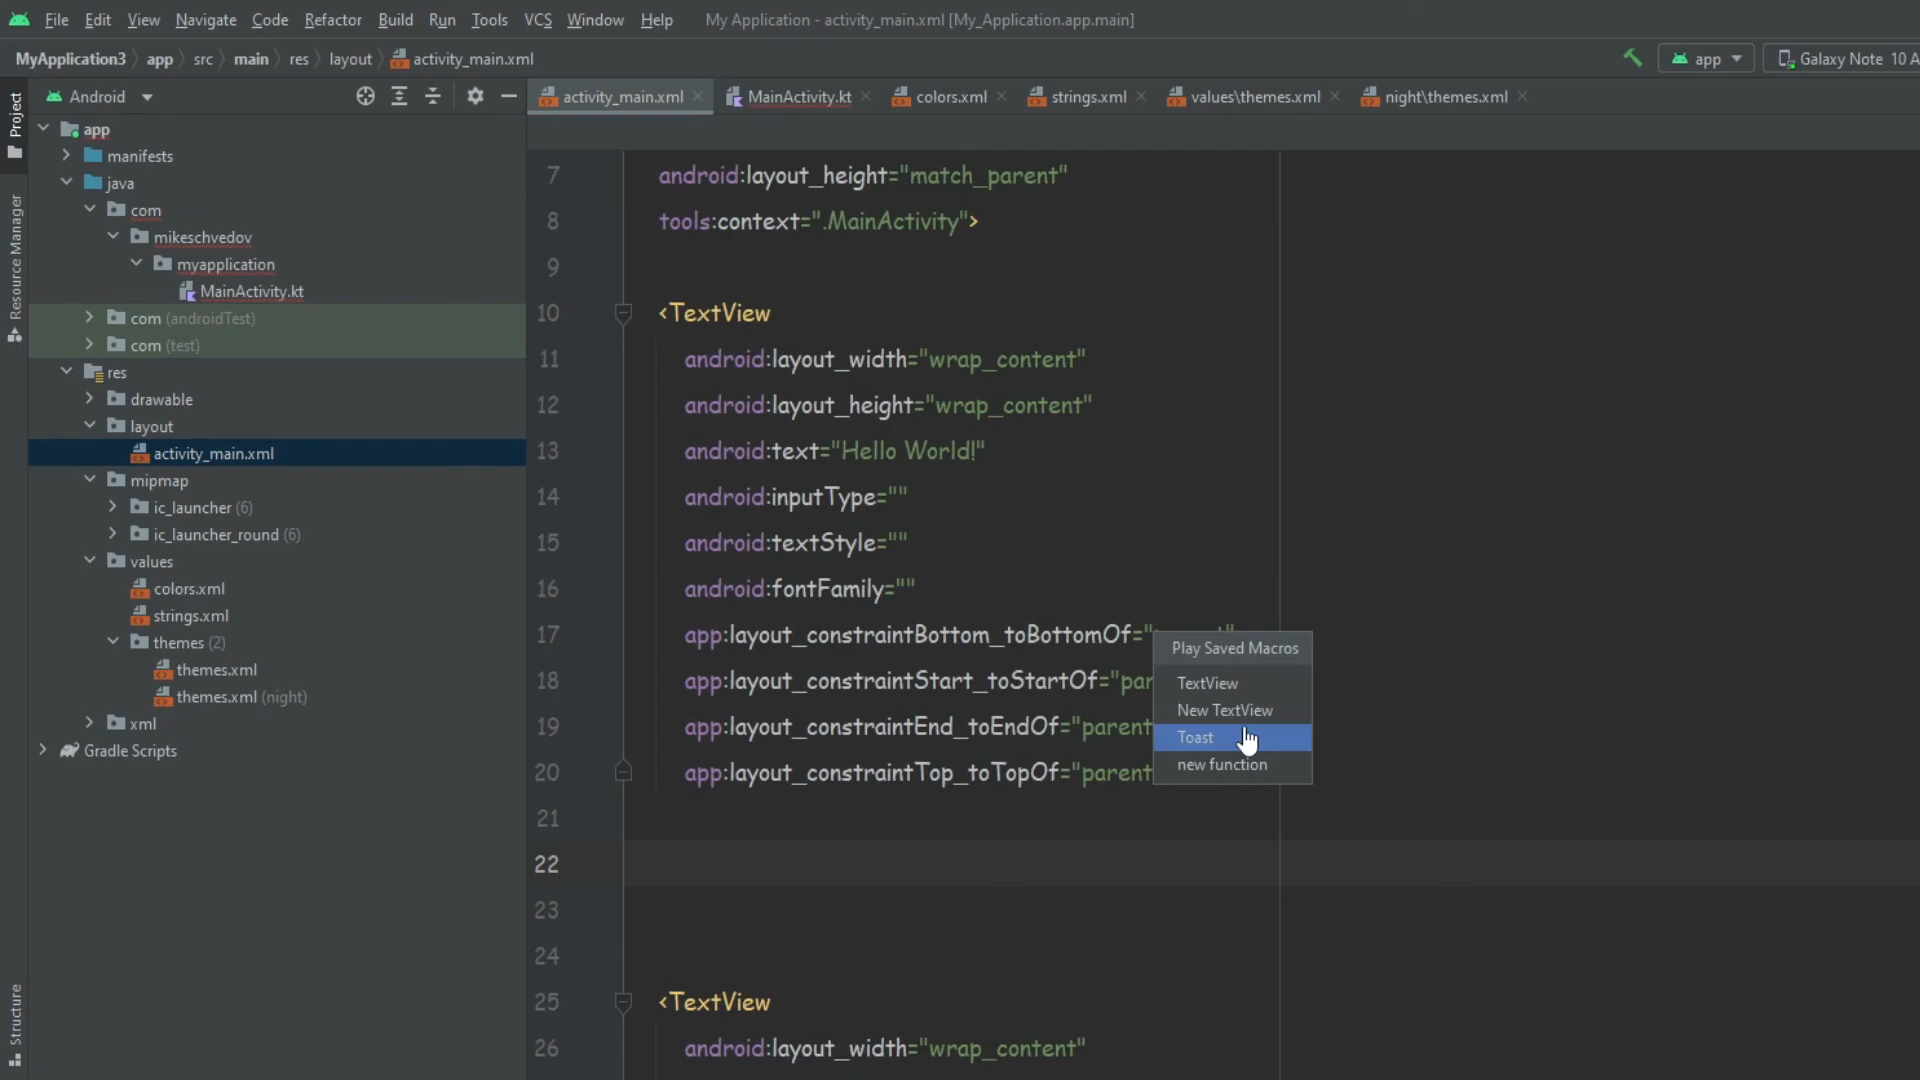 File Edit View Navigate Code Refactor Build Run Tools VCS Window Help My Application - activity_main.xml [My_Application.app.main]
MyApplication3 app src main res layout activity_main.xml app Galaxy Note 10 A
Android activity_main.xml MainActivity.kt colors.xml strings.xml values\themes.xml night\themes.xml
Project
Resource Manager
Structure
app
manifests
java
com
mikeschvedov
myapplication
MainActivity.kt
com (androidTest)
com (test)
res
drawable
layout
activity_main.xml
mipmap
ic_launcher (6)
ic_launcher_round (6)
values
colors.xml
strings.xml
themes (2)
themes.xml
themes.xml (night)
xml
Gradle Scripts
7 android:layout_height="match_parent"
8 tools:context=".MainActivity">
9
10 <TextView
11 android:layout_width="wrap_content"
12 android:layout_height="wrap_content"
13 android:text="Hello World!"
14 android:inputType=""
15 android:textStyle=""
16 android:fontFamily=""
17 app:layout_constraintBottom_toBottomOf="
18 app:layout_constraintStart_toStartOf="par
19 app:layout_constraintEnd_toEndOf="parent
20 app:layout_constraintTop_toTopOf="parent
21
22
23
24
25 <TextView
26 android:layout_width="wrap_content"
Play Saved Macros
TextView
New TextView
Toast
new function